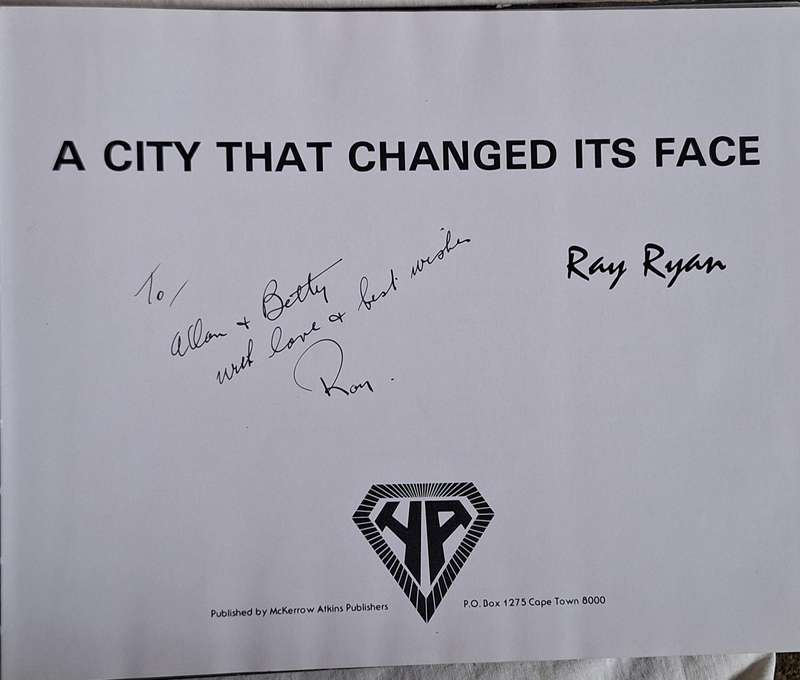 A CITY THAT CHANGED ITS FACE
Ray Ryan
To/
Allan + Betty
with love & best wishes
Ray.
Published by McKerrow Atkins Publishers
P.O. Box 1275 Cape Town 8000